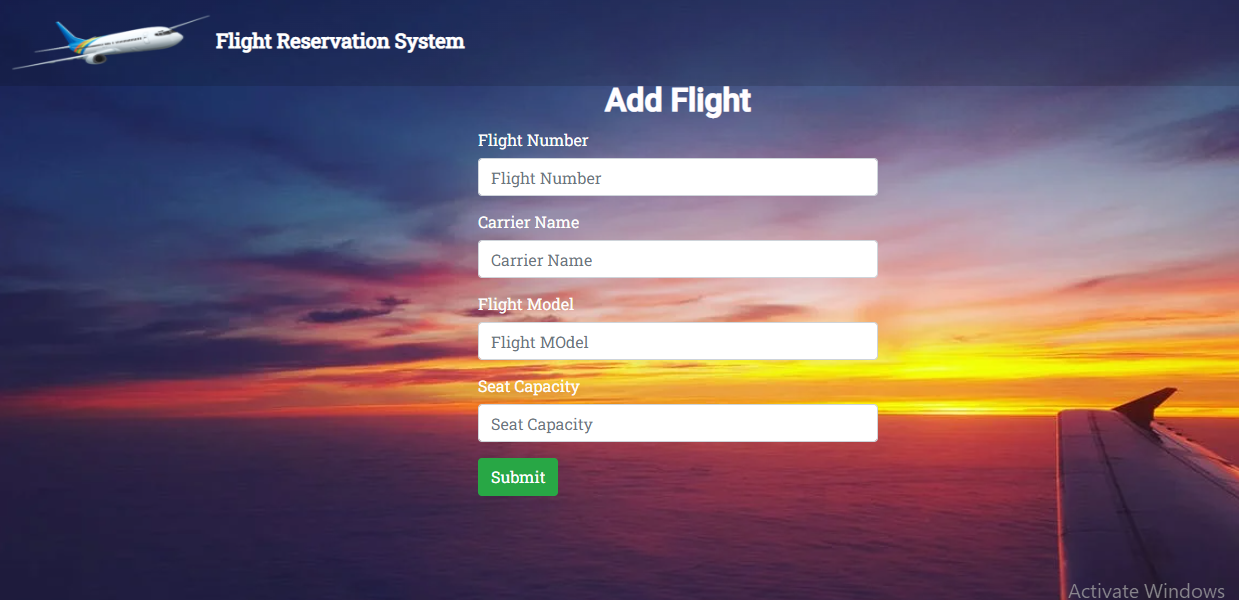 Flight Reservation System
Add Flight
Flight Number
Flight Number
Carrier Name
Carrier Name
Flight Model
Flight MOdel
Seat Capacity
Seat Capacity
Submit
Activate Windows